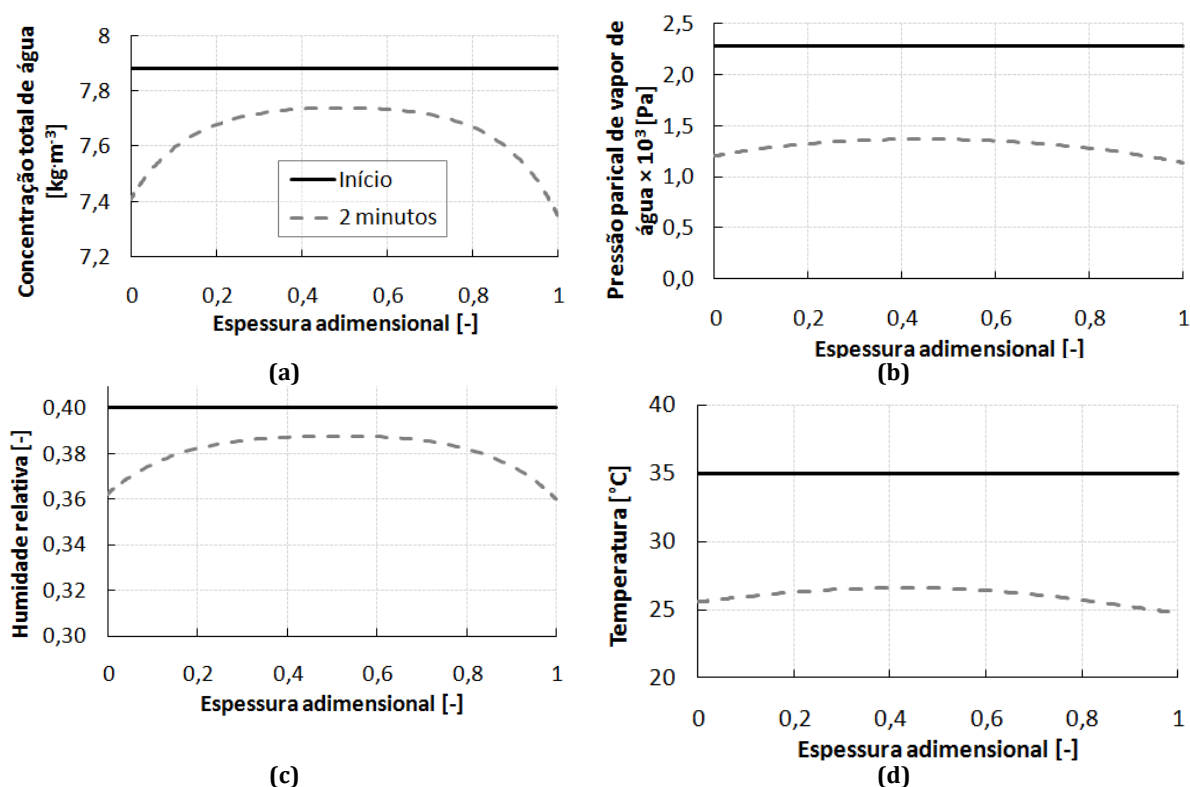 Concentração total de água
[kg·m⁻³]
8
7,8
7,6
7,4
7,2
Início
2 minutos
0 0,2 0,4 0,6 0,8 1
Espessura adimensional [-]
(a)
Pressão parical de vapor de
água × 10³ [Pa]
2,5
2,0
1,5
1,0
0,5
0,0
0 0,2 0,4 0,6 0,8 1
Espessura adimensional [-]
(b)
Humidade relativa [-]
0,40
0,38
0,36
0,34
0,32
0,30
0 0,2 0,4 0,6 0,8 1
Espessura adimensional [-]
(c)
Temperatura [°C]
40
35
30
25
20
0 0,2 0,4 0,6 0,8 1
Espessura adimensional [-]
(d)